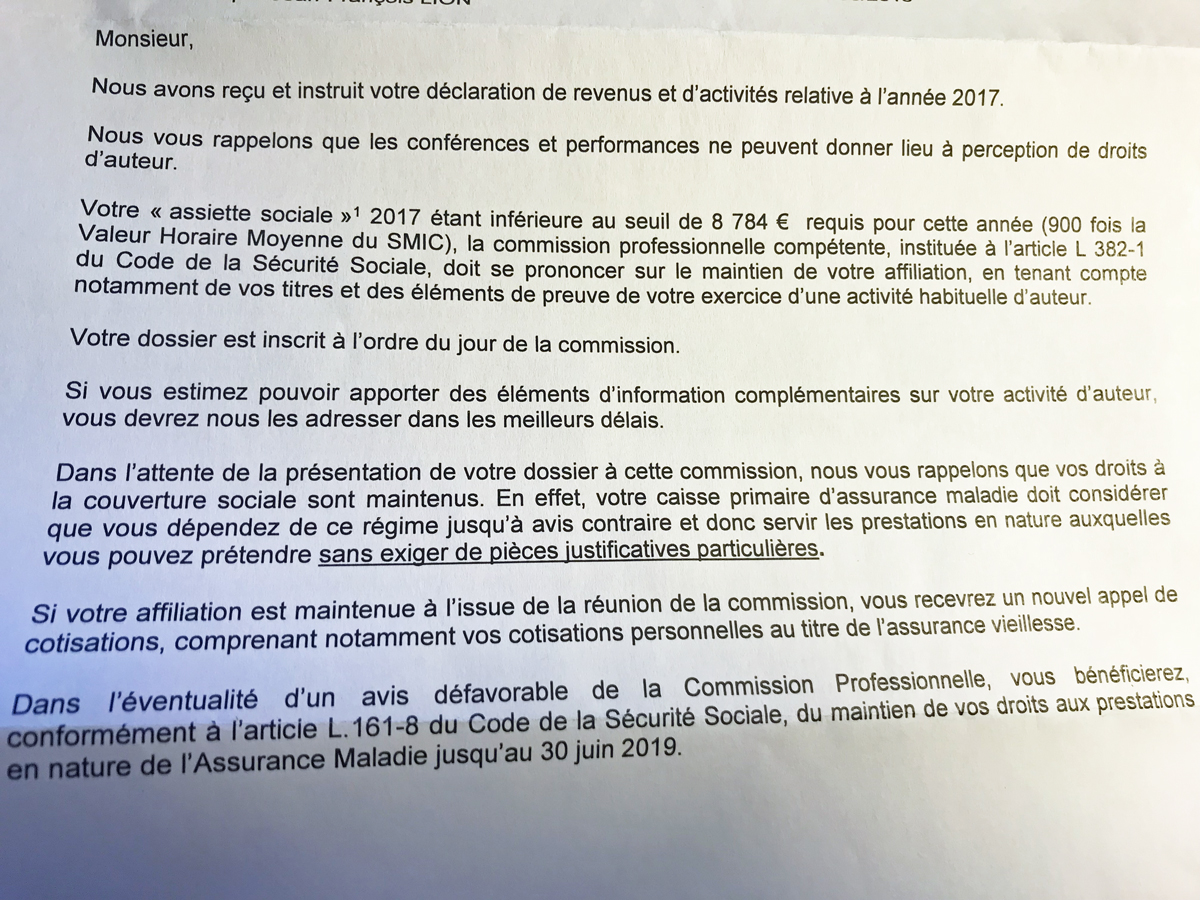 Monsieur,
Nous avons reçu et instruit votre déclaration de revenus et d'activités relative à l'année 2017.
Nous vous rappelons que les conférences et performances ne peuvent donner lieu à perception de droits
d'auteur.
Votre « assiette sociale »¹ 2017 étant inférieure au seuil de 8 784 € requis pour cette année (900 fois la
Valeur Horaire Moyenne du SMIC), la commission professionnelle compétente, instituée à l'article L 382-1
du Code de la Sécurité Sociale, doit se prononcer sur le maintien de votre affiliation, en tenant compte
notamment de vos titres et des éléments de preuve de votre exercice d'une activité habituelle d'auteur.
Votre dossier est inscrit à l'ordre du jour de la commission.
Si vous estimez pouvoir apporter des éléments d'information complémentaires sur votre activité d'auteur,
vous devrez nous les adresser dans les meilleurs délais.
Dans l'attente de la présentation de votre dossier à cette commission, nous vous rappelons que vos droits à
la couverture sociale sont maintenus. En effet, votre caisse primaire d'assurance maladie doit considérer
que vous dépendez de ce régime jusqu'à avis contraire et donc servir les prestations en nature auxquelles
vous pouvez prétendre sans exiger de pièces justificatives particulières.
Si votre affiliation est maintenue à l'issue de la réunion de la commission, vous recevrez un nouvel appel de
cotisations, comprenant notamment vos cotisations personnelles au titre de l'assurance vieillesse.
Dans l'éventualité d'un avis défavorable de la Commission Professionnelle, vous bénéficierez,
conformément à l'article L.161-8 du Code de la Sécurité Sociale, du maintien de vos droits aux prestations
en nature de l'Assurance Maladie jusqu'au 30 juin 2019.